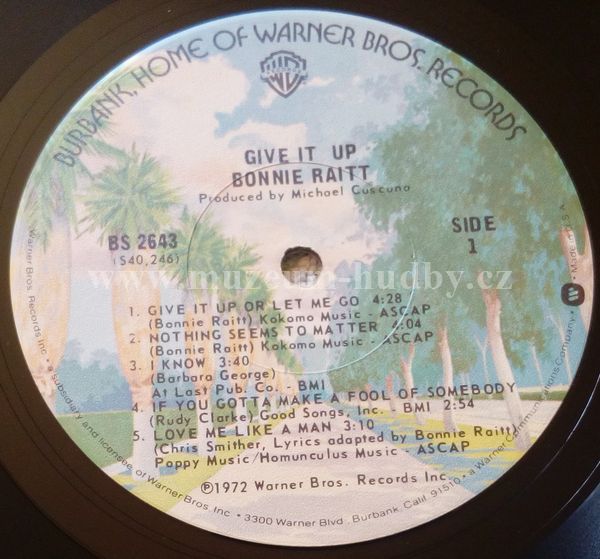 BURBANK, HOME OF WARNER BROS. RECORDS
GIVE IT UP
BONNIE RAITT
Produced by Michael Cuscuna
BS 2643
(S40,246)
SIDE
1
www.muzeum-hudby.cz
1. GIVE IT UP OR LET ME GO 4:28
(Bonnie Raitt) Kokomo Music - ASCAP
2. NOTHING SEEMS TO MATTER 4:04
(Bonnie Raitt) Kokomo Music - ASCAP
3. I KNOW 3:40
(Barbara George)
At Last Pub. Co. - BMI
4. IF YOU GOTTA MAKE A FOOL OF SOMEBODY
(Rudy Clarke) Good Songs, Inc. - BMI 2:54
5. LOVE ME LIKE A MAN 3:10
(Chris Smither, Lyrics adapted by Bonnie Raitt)
Poppy Music/Homunculus Music - ASCAP
℗1972 Warner Bros. Records Inc.
Warner Bros. Records Inc. • a Subsidiary and licensee of Warner Bros. Inc. • 3300 Warner Blvd., Burbank, Calif. 91510 • a Warner Communications Company • Made in U.S.A.